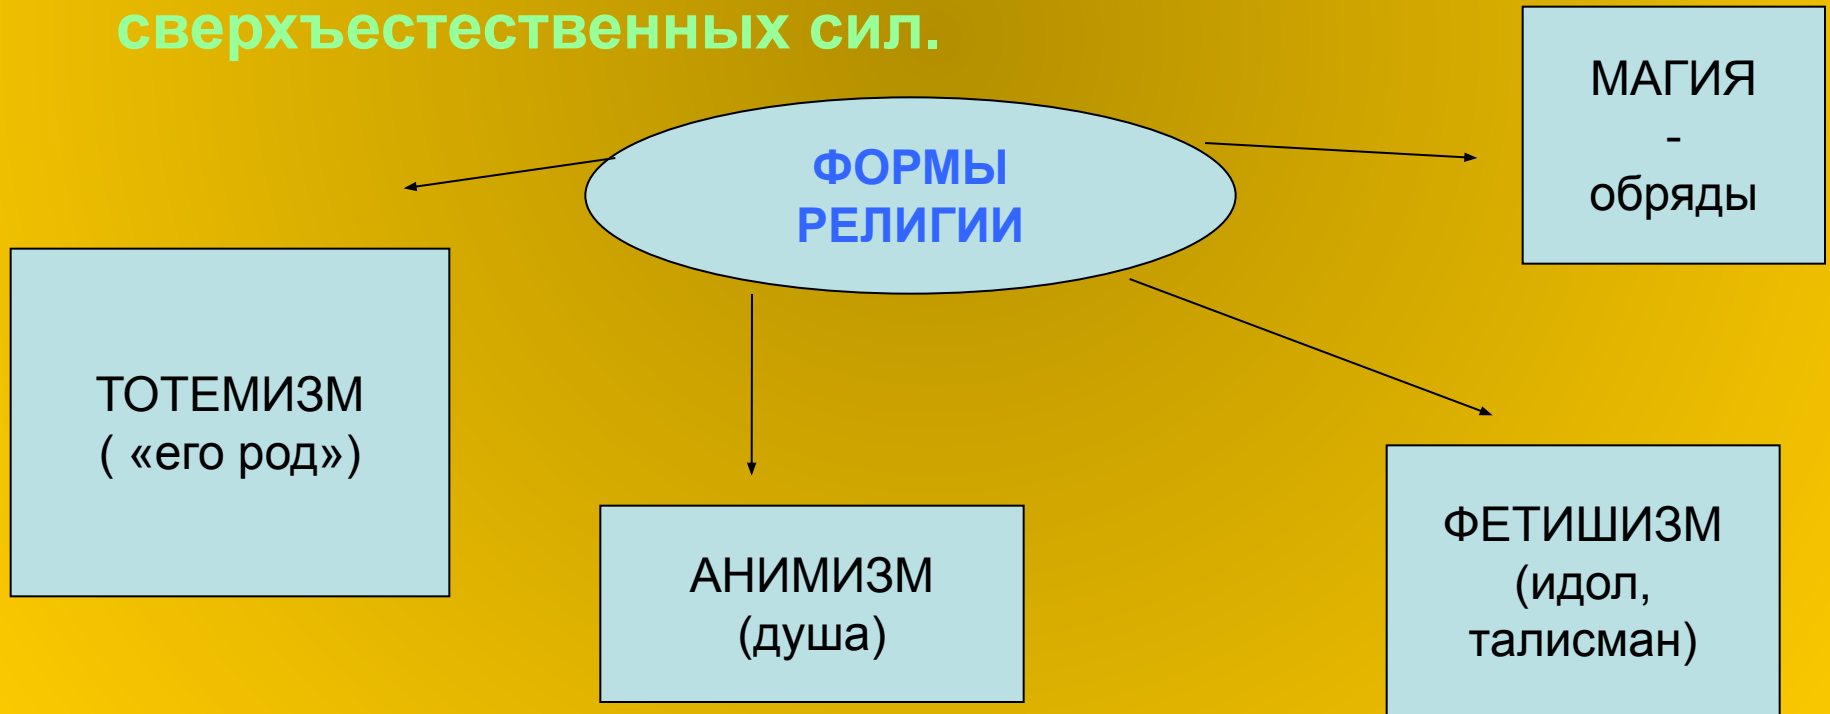 сверхъестественных сил.
ФОРМЫ
РЕЛИГИИ
МАГИЯ
-
обряды
ТОТЕМИЗМ
( «его род»)
АНИМИЗМ
(душа)
ФЕТИШИЗМ
(идол,
талисман)